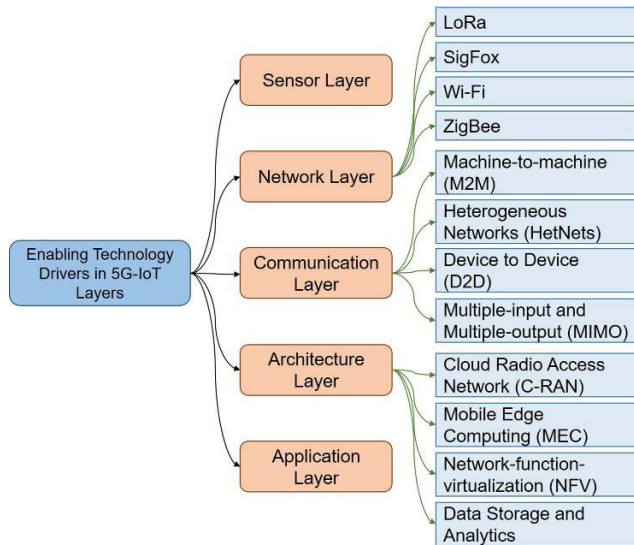 Enabling Technology
Drivers in 5G-IoT
Layers
Sensor Layer
Network Layer
Communication
Layer
Architecture
Layer
Application
Layer
LoRa
SigFox
Wi-Fi
ZigBee
Machine-to-machine
(M2M)
Heterogeneous
Networks (HetNets)
Device to Device
(D2D)
Multiple-input and
Multiple-output (MIMO)
Cloud Radio Access
Network (C-RAN)
Mobile Edge
Computing (MEC)
Network-function-
virtualization (NFV)
Data Storage and
Analytics